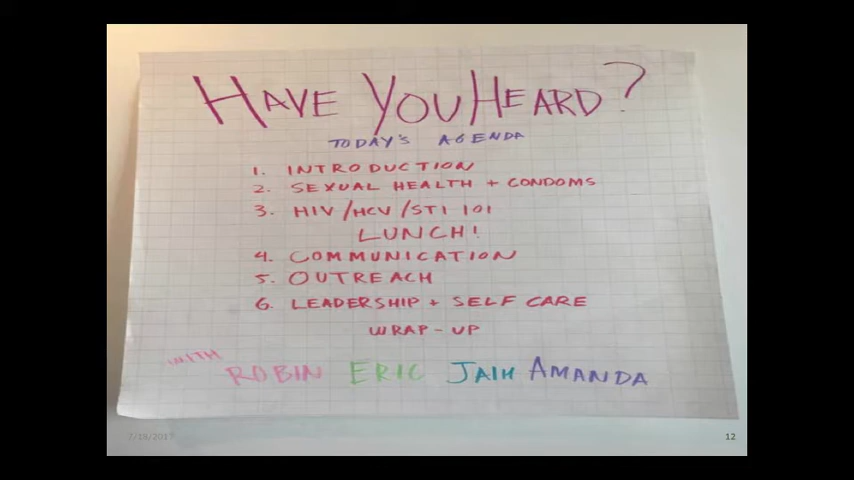 HAVE YOU HEARD?
TODAY'S AGENDA
1. INTRODUCTION
2. SEXUAL HEALTH + CONDOMS
3. HIV/HCV/STI 101
LUNCH!
4. COMMUNICATION
5. OUTREACH
6. LEADERSHIP + SELF CARE
WRAP-UP
WITH ROBIN ERIC JAIH AMANDA
12